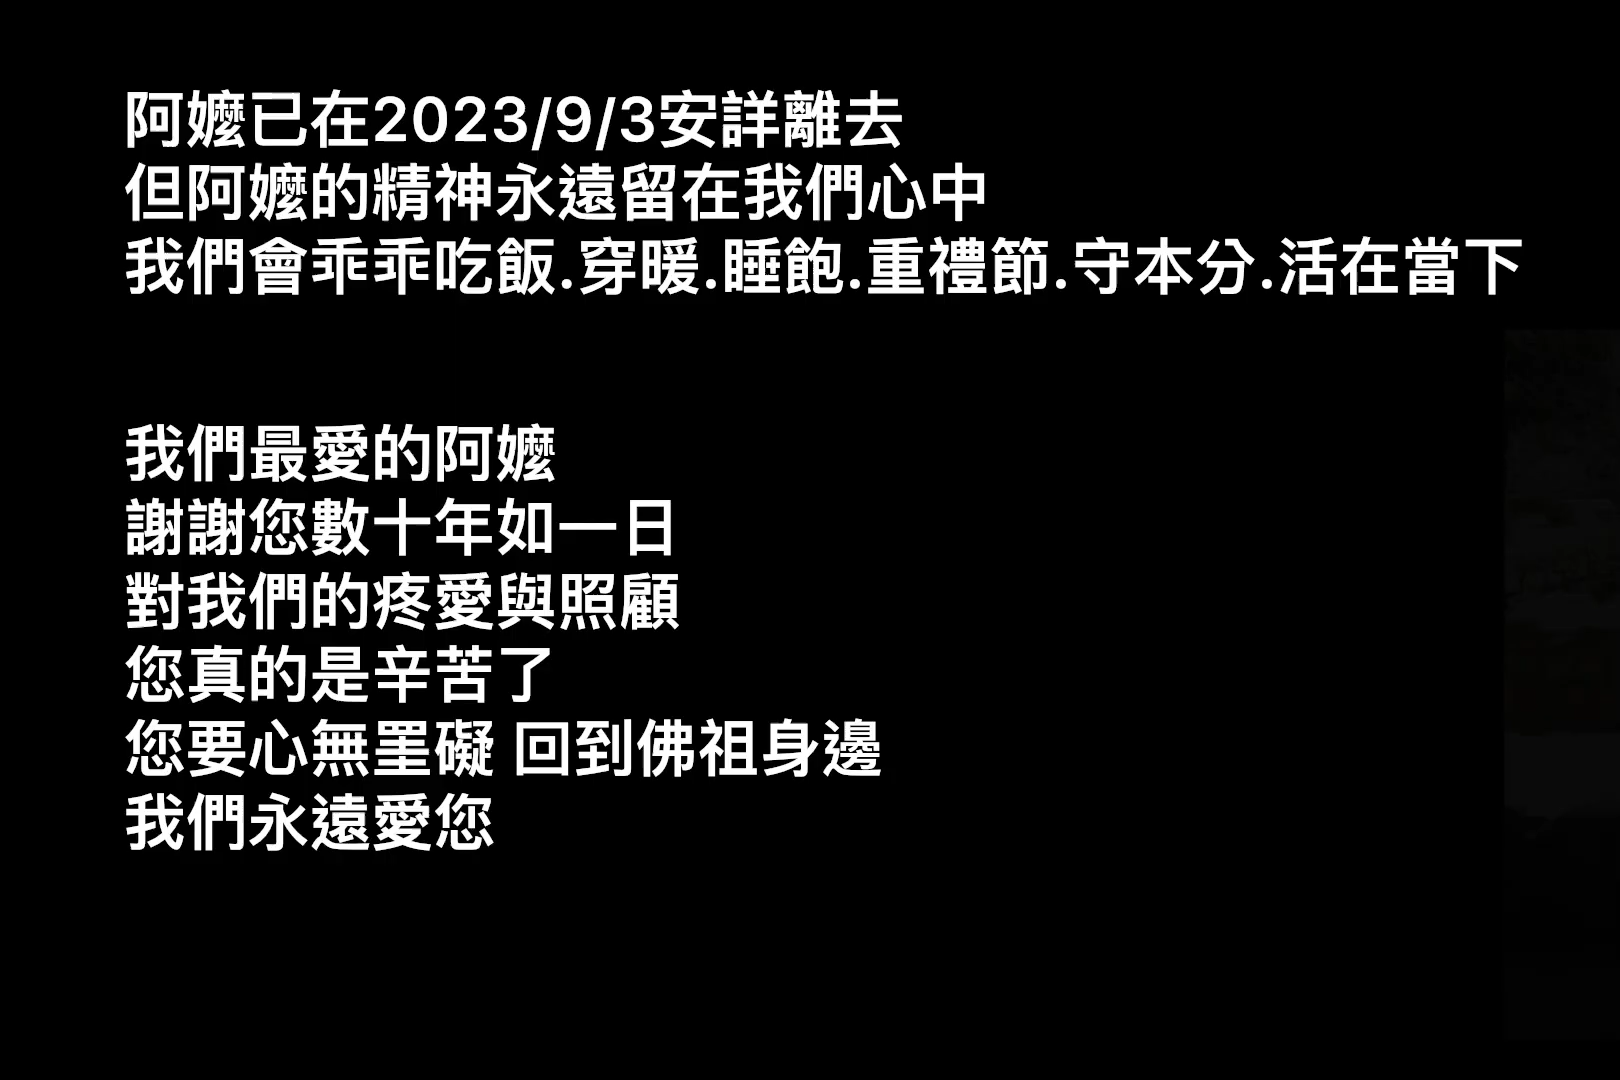 阿嬤已在2023/9/3安詳離去
但阿嬤的精神永遠留在我們心中
我們會乖乖吃飯.穿暖.睡飽.重禮節.守本分.活在當下
我們最愛的阿嬤
謝謝您數十年如一日
對我們的疼愛與照顧
您真的是辛苦了
您要心無罣礙 回到佛祖身邊
我們永遠愛您